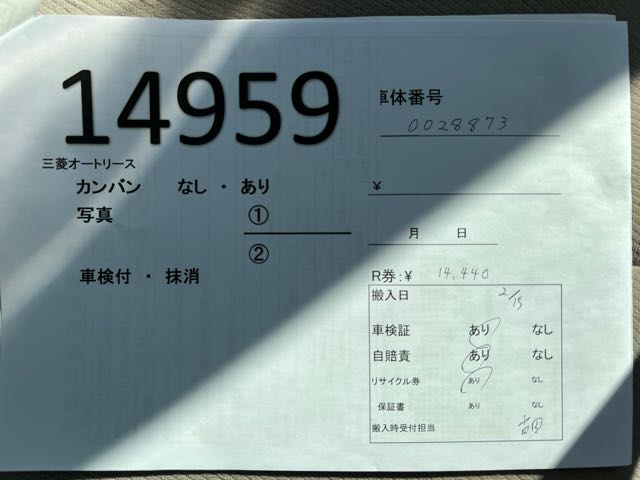 14959
三菱オートリース
カンバン なし ・ あり
写真 ①
②
車検付 ・ 抹消
車体番号
0028873
¥
月 日
R券:¥ 14,440
搬入日 2/15
車検証 あり なし
自賠責 あり なし
リサイクル券 あり なし
保証書 あり なし
搬入時受付担当